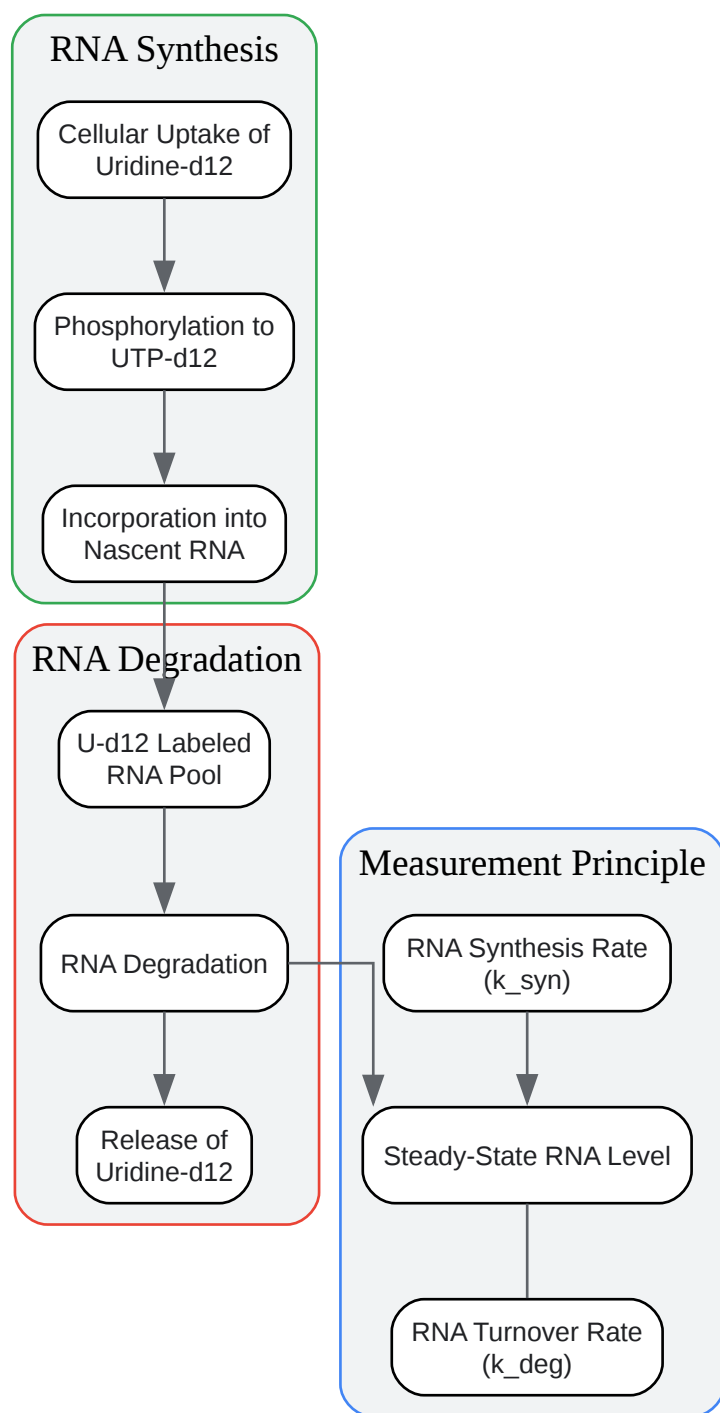 RNA Synthesis
Cellular Uptake of
Uridine-d12
Phosphorylation to
UTP-d12
Incorporation into
Nascent RNA
RNA Degradation
U-d12 Labeled
RNA Pool
RNA Degradation
Release of
Uridine-d12
Measurement Principle
RNA Synthesis Rate
(k_syn)
Steady-State RNA Level
RNA Turnover Rate
(k_deg)